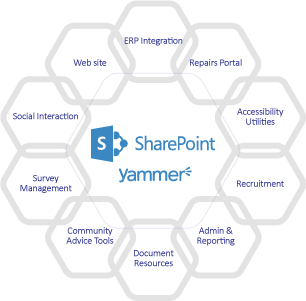 ERP Integration
Web site
Repairs Portal
Social Interaction
Accessibility
Utilities
S SharePoint
yammer
Survey
Management
Recruitment
Community
Advice Tools
Admin &
Reporting
Document
Resources